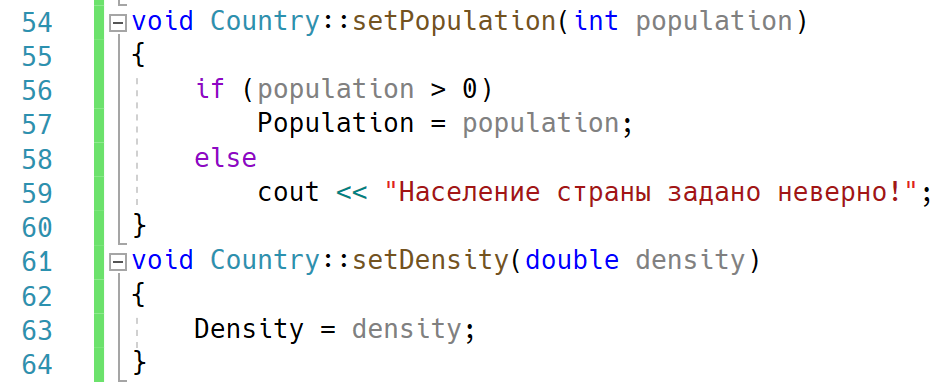 54 void Country::setPopulation(int population)
55 {
56 if (population > 0)
57 Population = population;
58 else
59 cout << "Население страны задано неверно!";
60 }
61 void Country::setDensity(double density)
62 {
63 Density = density;
64 }